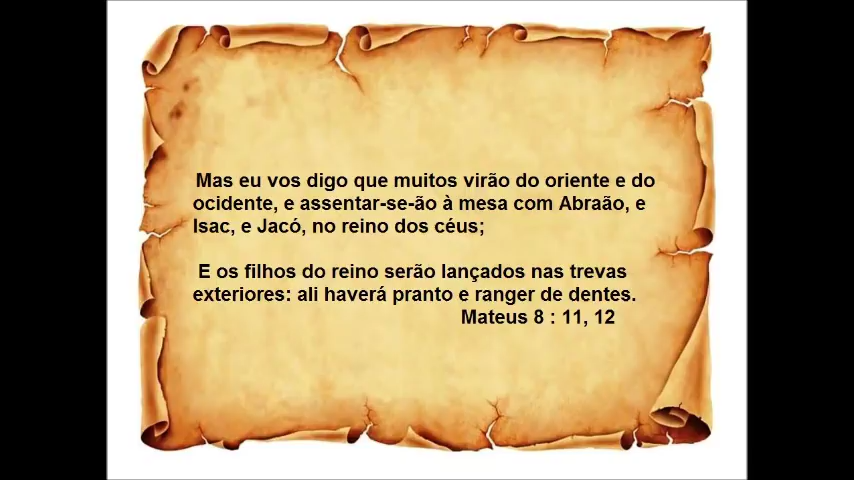 Mas eu vos digo que muitos virão do oriente e do
ocidente, e assentar-se-ão à mesa com Abraão, e
Isac, e Jacó, no reino dos céus;
E os filhos do reino serão lançados nas trevas
exteriores: ali haverá pranto e ranger de dentes.
Mateus 8 : 11, 12